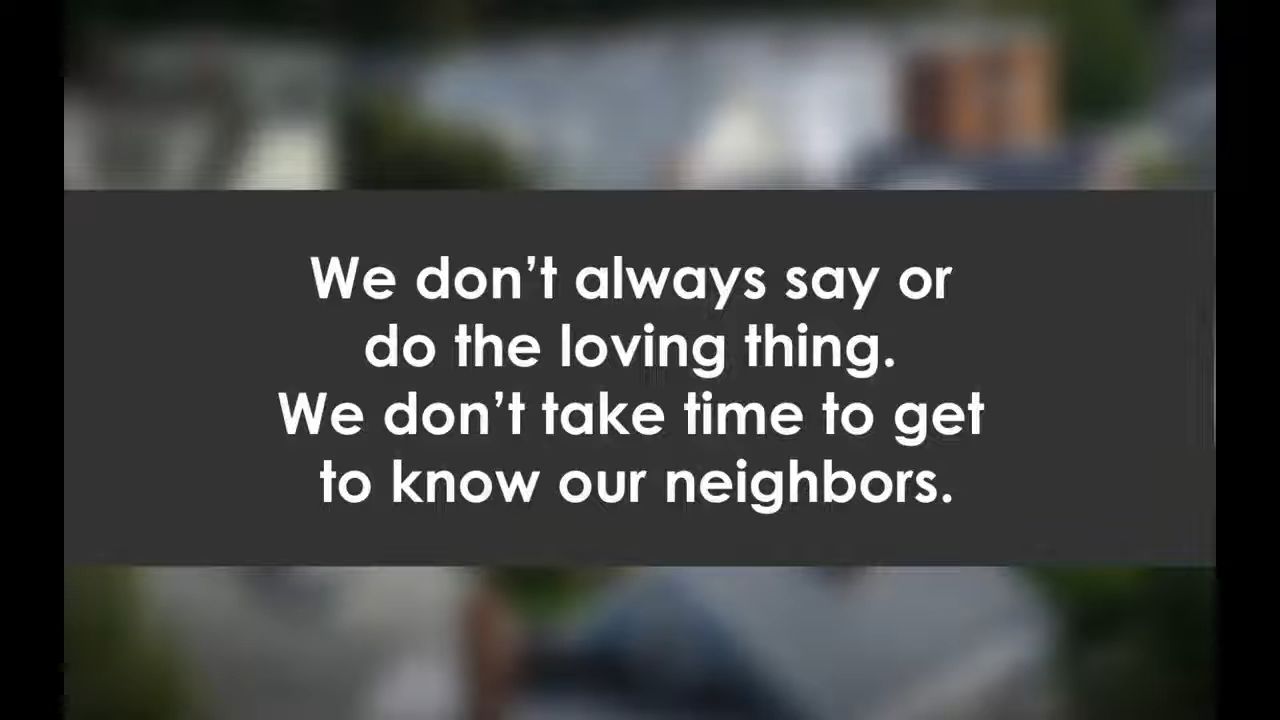 We don’t always say or
do the loving thing.
We don’t take time to get
to know our neighbors.